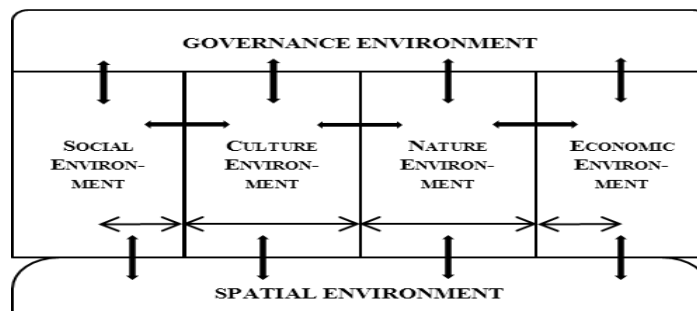 GOVERNANCE ENVIRONMENT
SOCIAL
ENVIRON-
MENT
CULTURE
ENVIRON-
MENT
NATURE
ENVIRON-
MENT
ECONOMIC
ENVIRON-
MENT
SPATIAL ENVIRONMENT